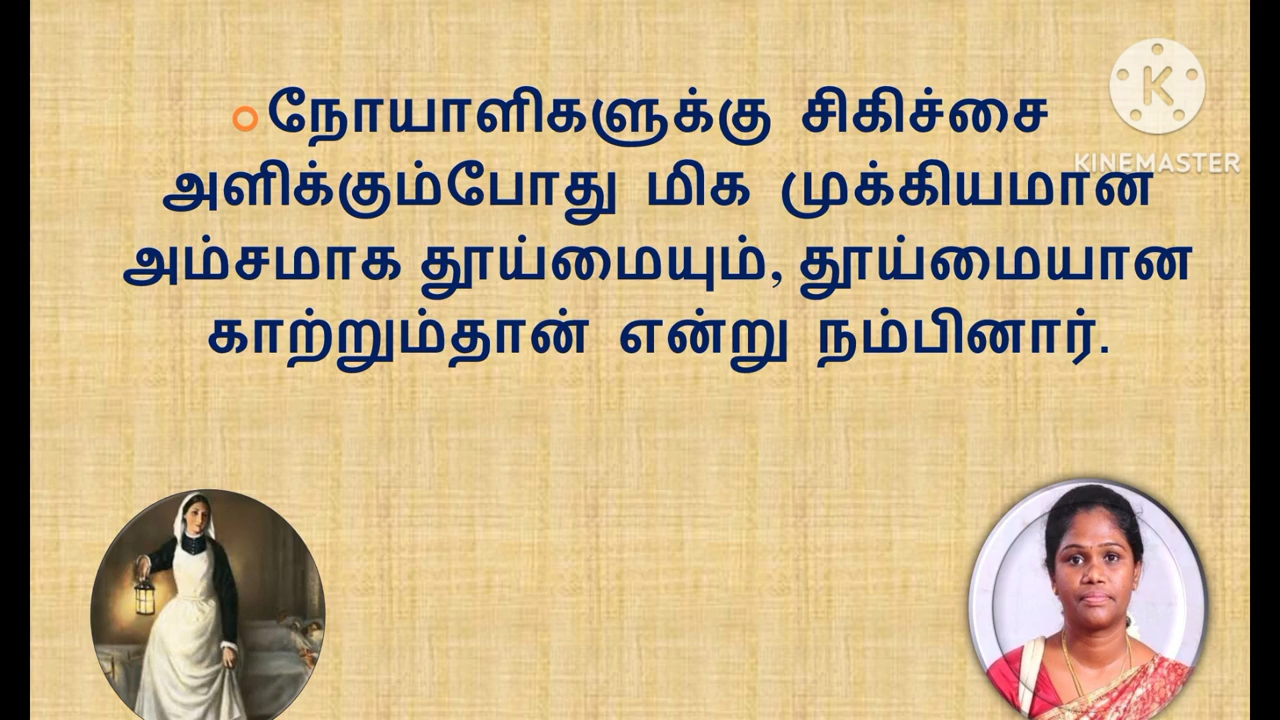 நோயாளிகளுக்கு சிகிச்சை
அளிக்கும்போது மிக முக்கியமான
அம்சமாக தூய்மையும், தூய்மையான
காற்றும்தான் என்று நம்பினார்.
K
KINEMASTER